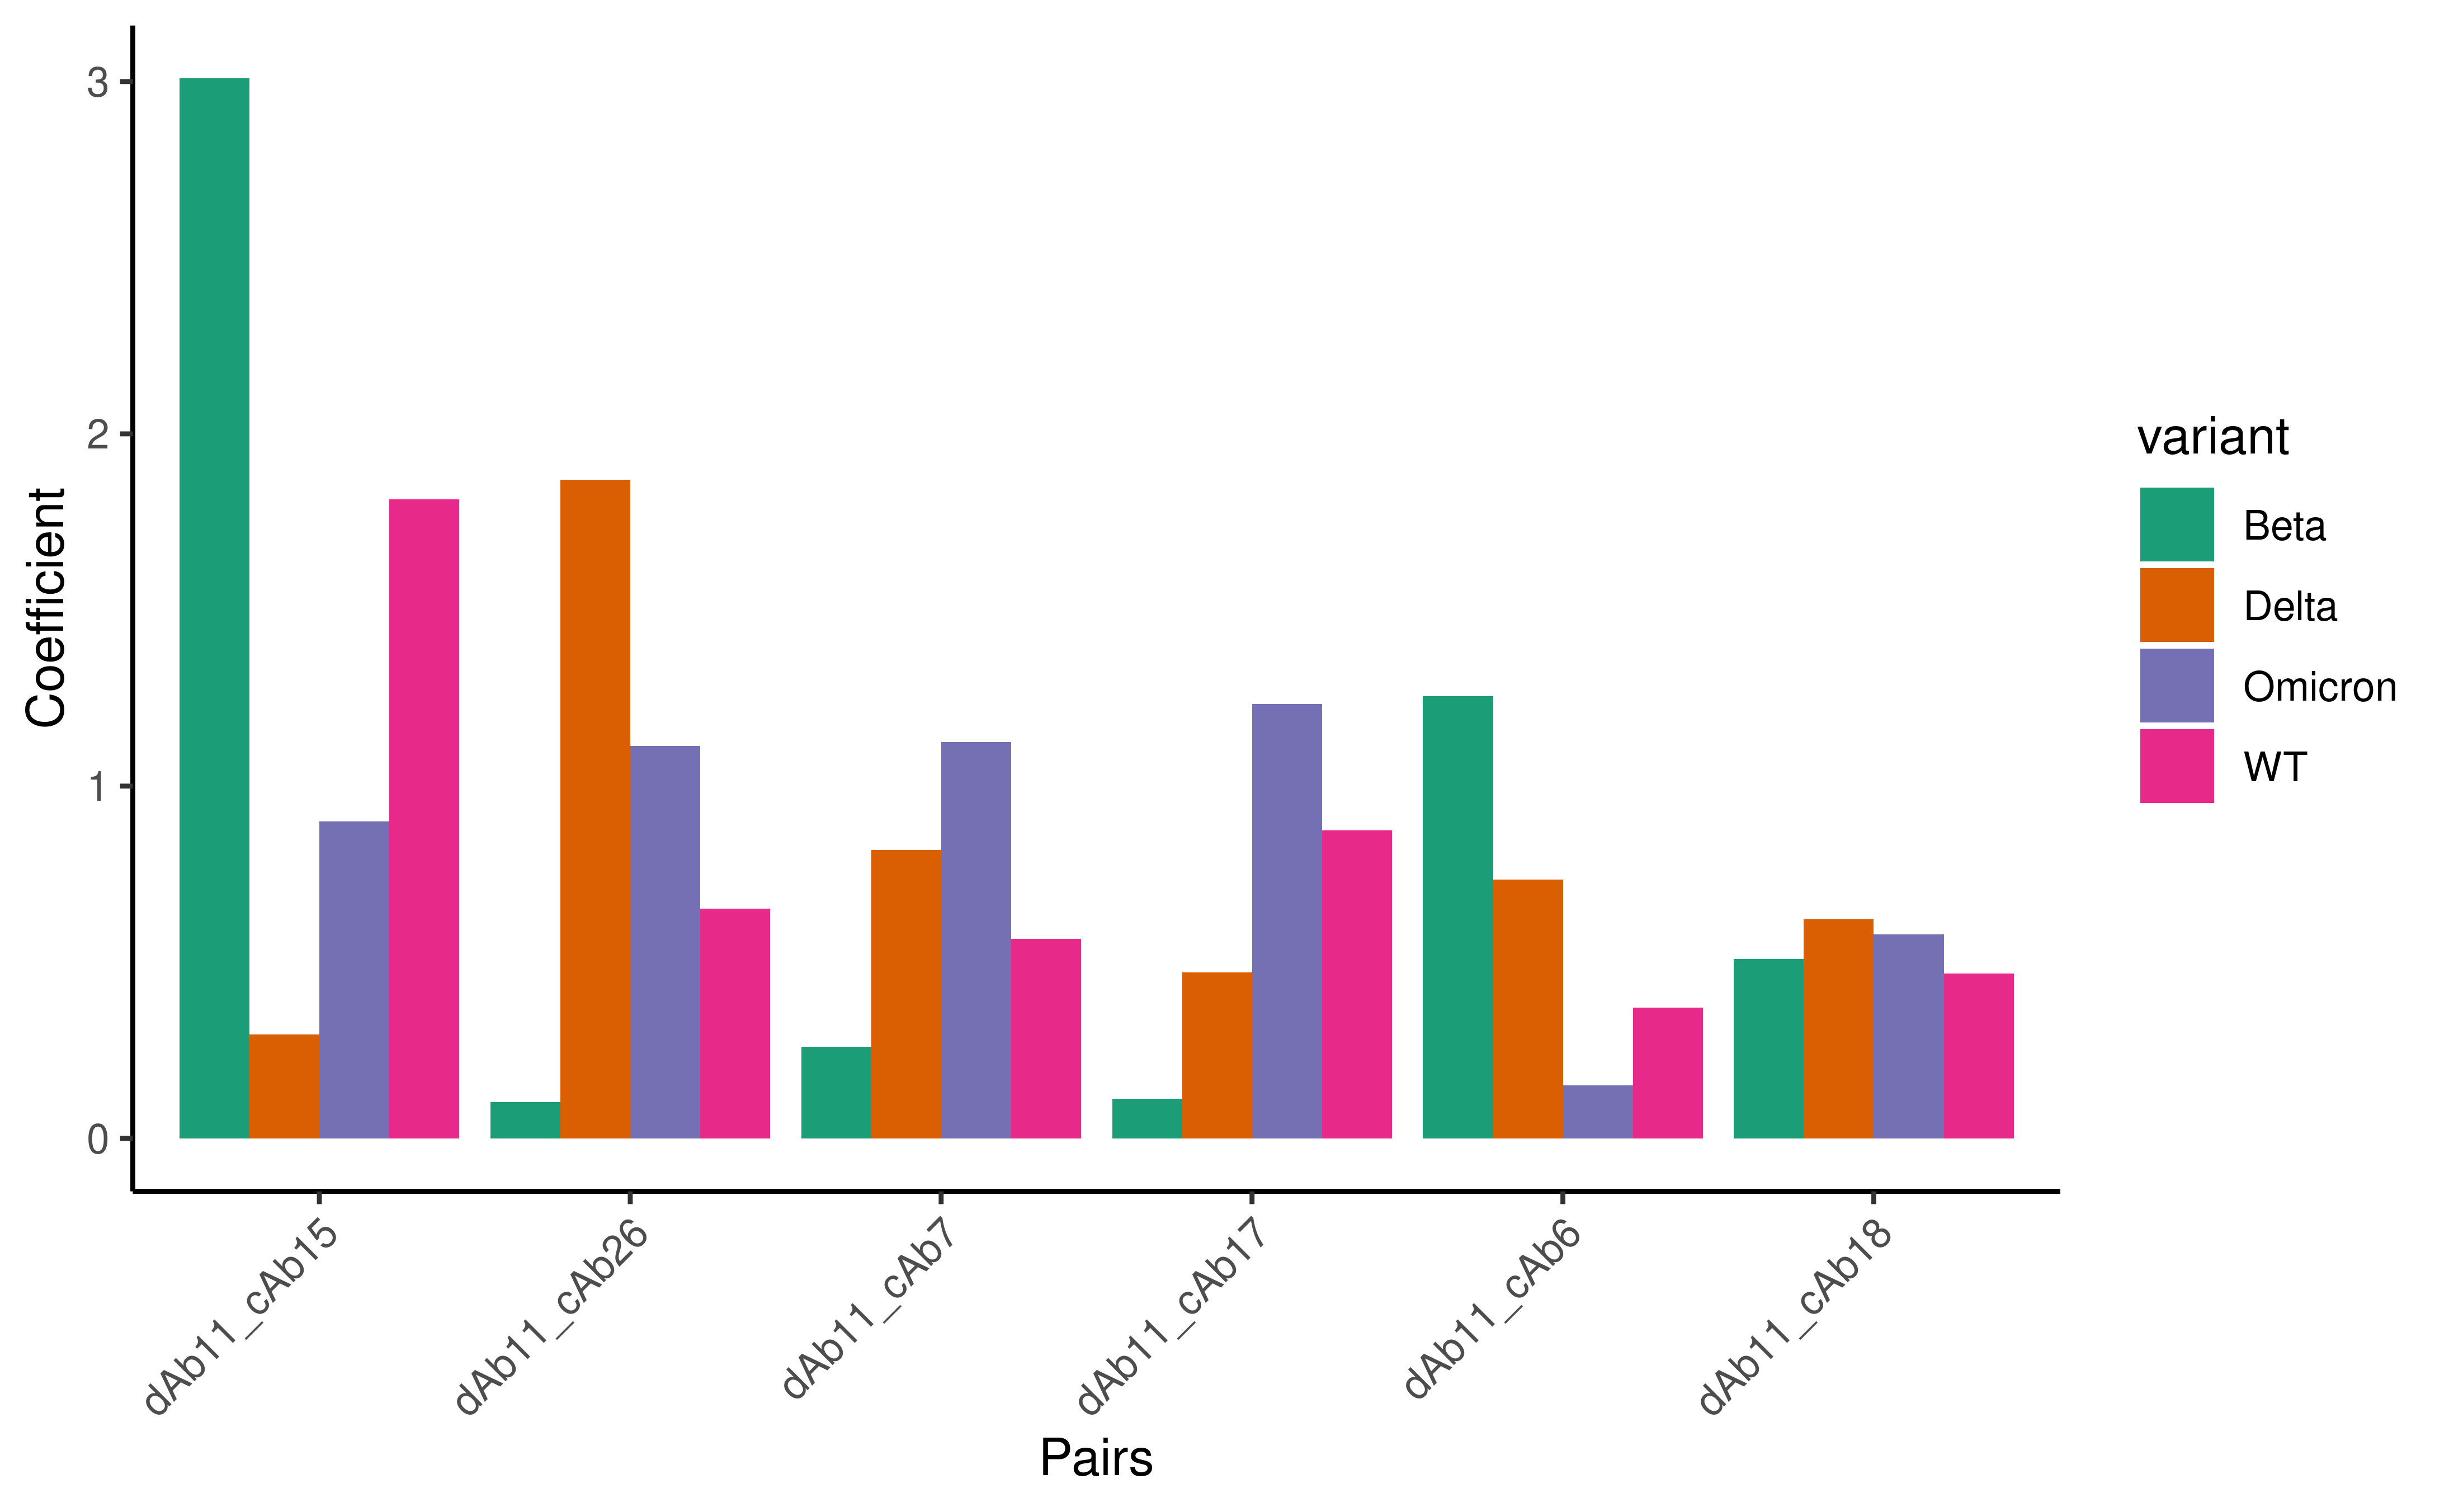 Coefficient
3
2
1
0
dAb11_cAb15
dAb11_cAb26
dAb11_cAb7
dAb11_cAb17
dAb11_cAb6
dAb11_cAb18
Pairs
variant
Beta
Delta
Omicron
WT